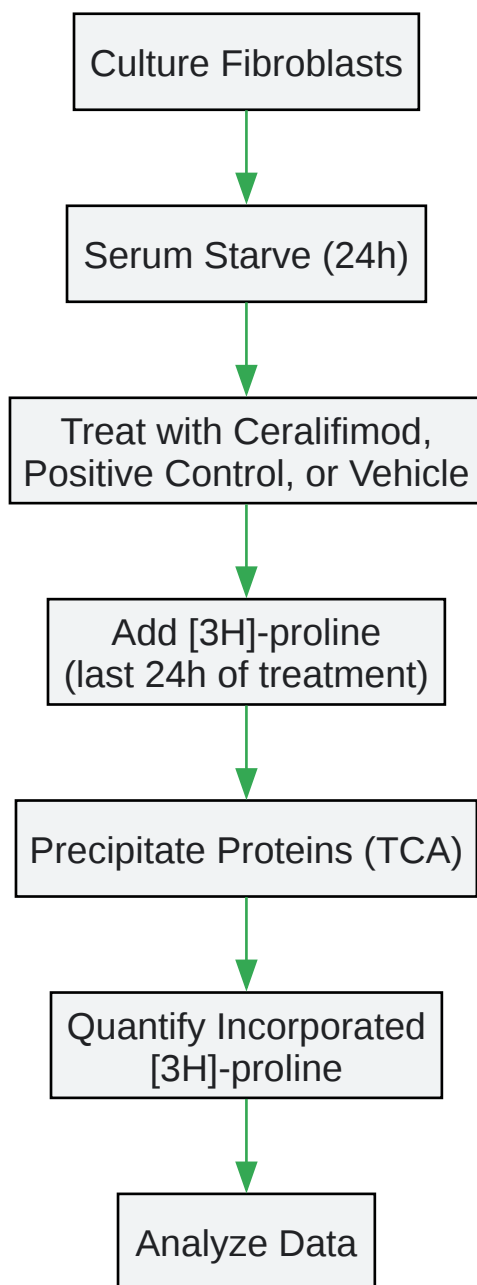 Culture Fibroblasts
Serum Starve (24h)
Treat with Ceralifimod,
Positive Control, or Vehicle
Add [3H]-proline
(last 24h of treatment)
Precipitate Proteins (TCA)
Quantify Incorporated
[3H]-proline
Analyze Data